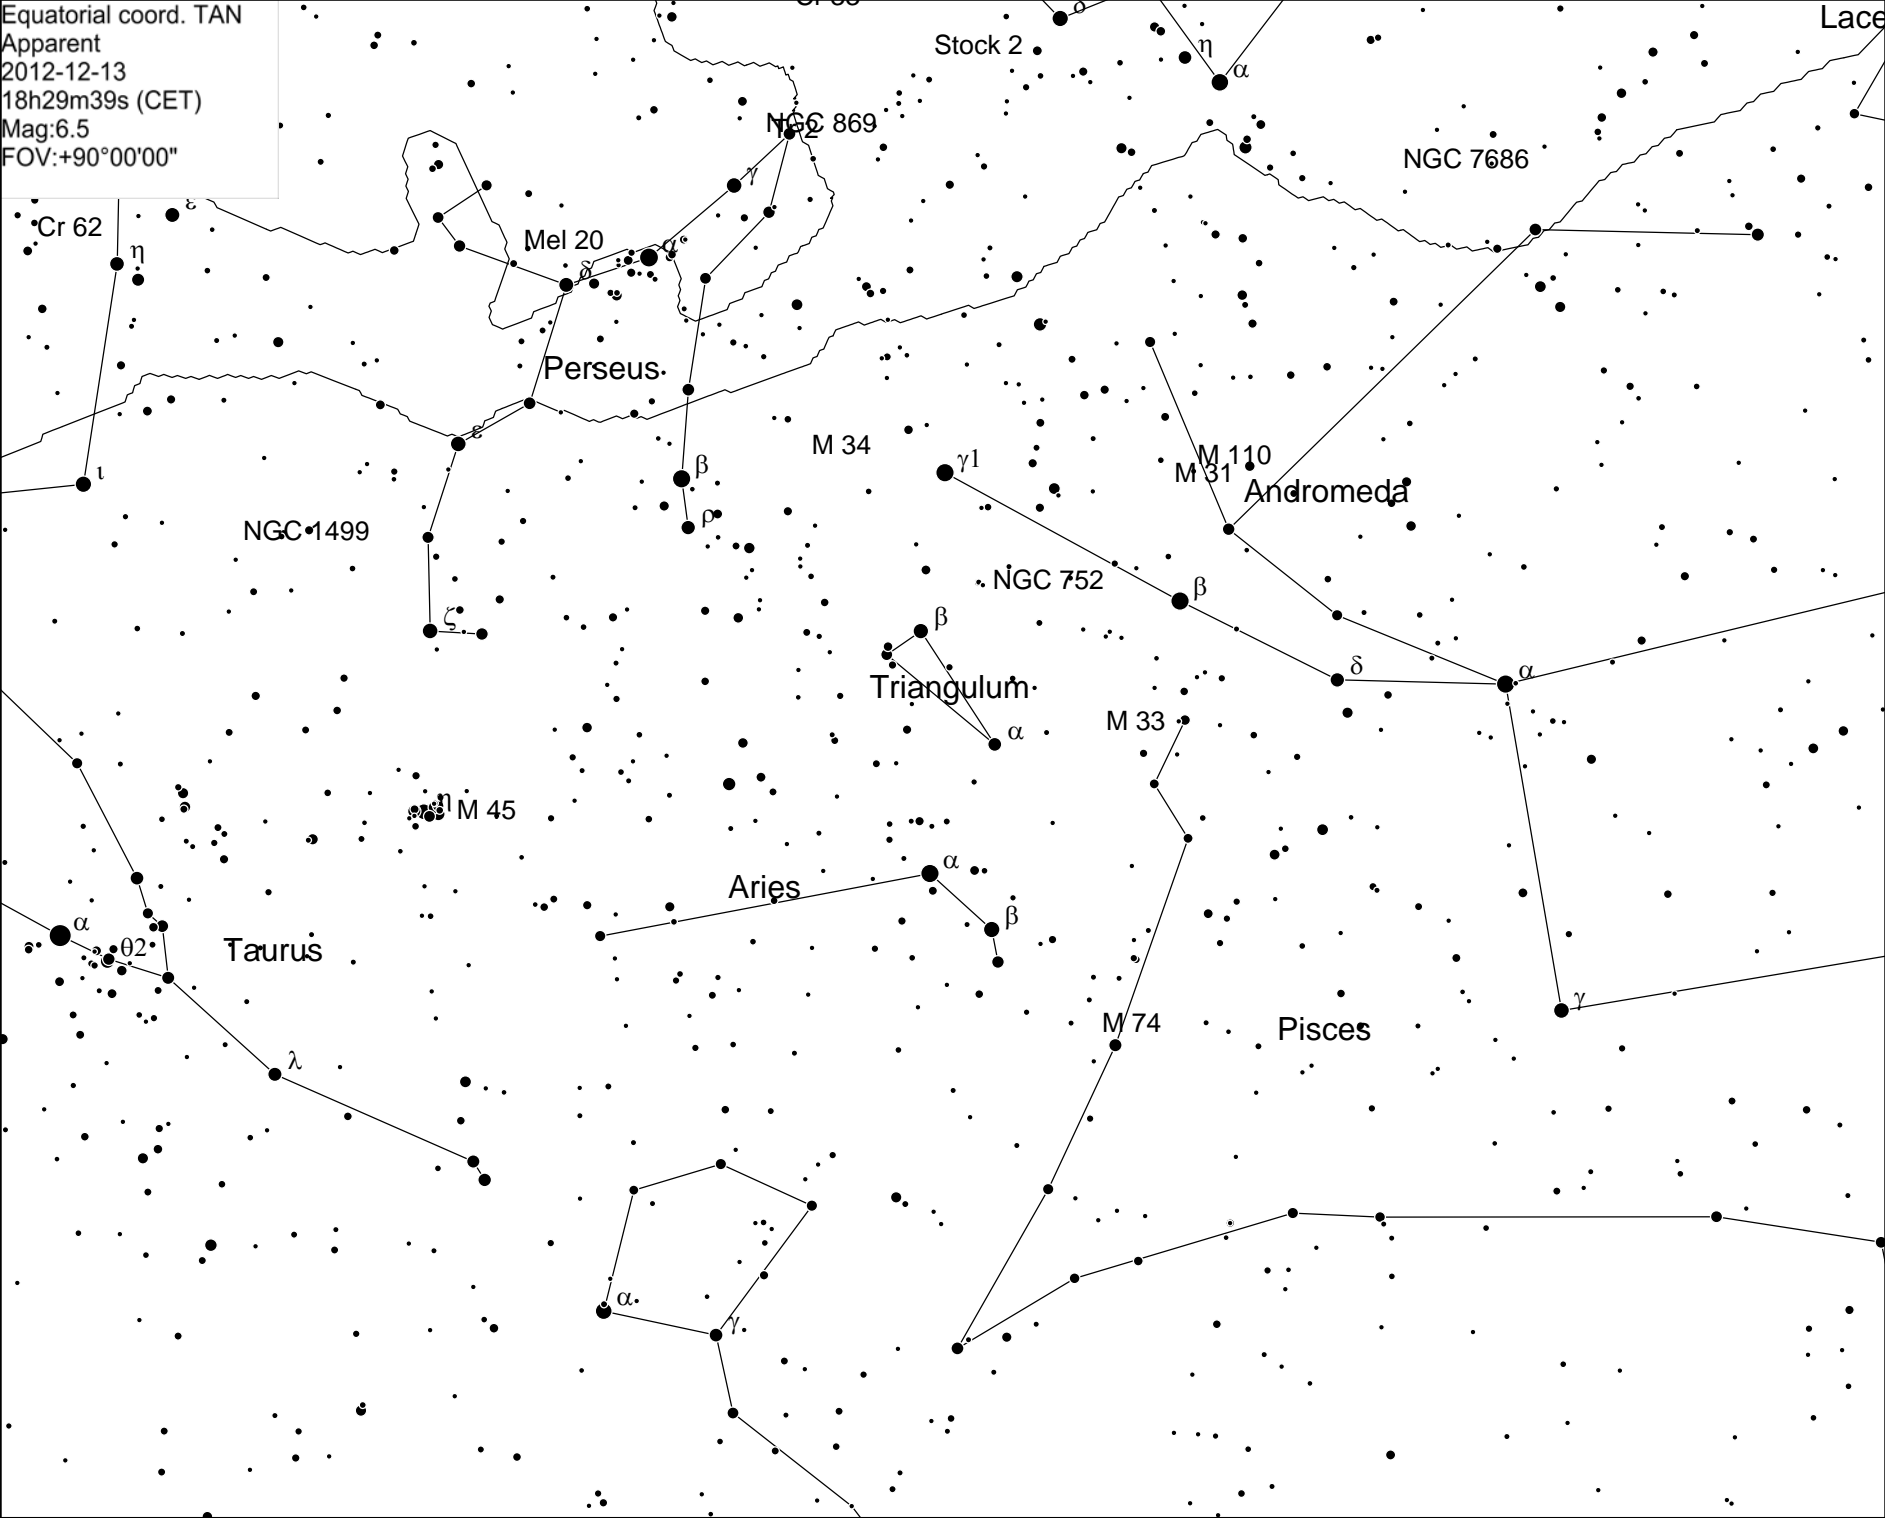 Equatorial coord. TAN
Apparent
2012-12-13
18h29m39s (CET)
Mag:6.5
FOV:+90°00'00"
ο
Stock 2
η
α
Lace
NGC 869
γ
NGC 7686
ε
Cr 62
η
Mel 20
α
δ
Perseus
ε
ι
β
M 34
γ1
M 110
M 31
Andromeda
ρ
NGC 1499
NGC 752
β
ζ
β
δ
α
Triangulum
M 33
α
η
M 45
α
Aries
β
α
θ2
Taurus
γ
M 74
Pisces
λ
α
γ